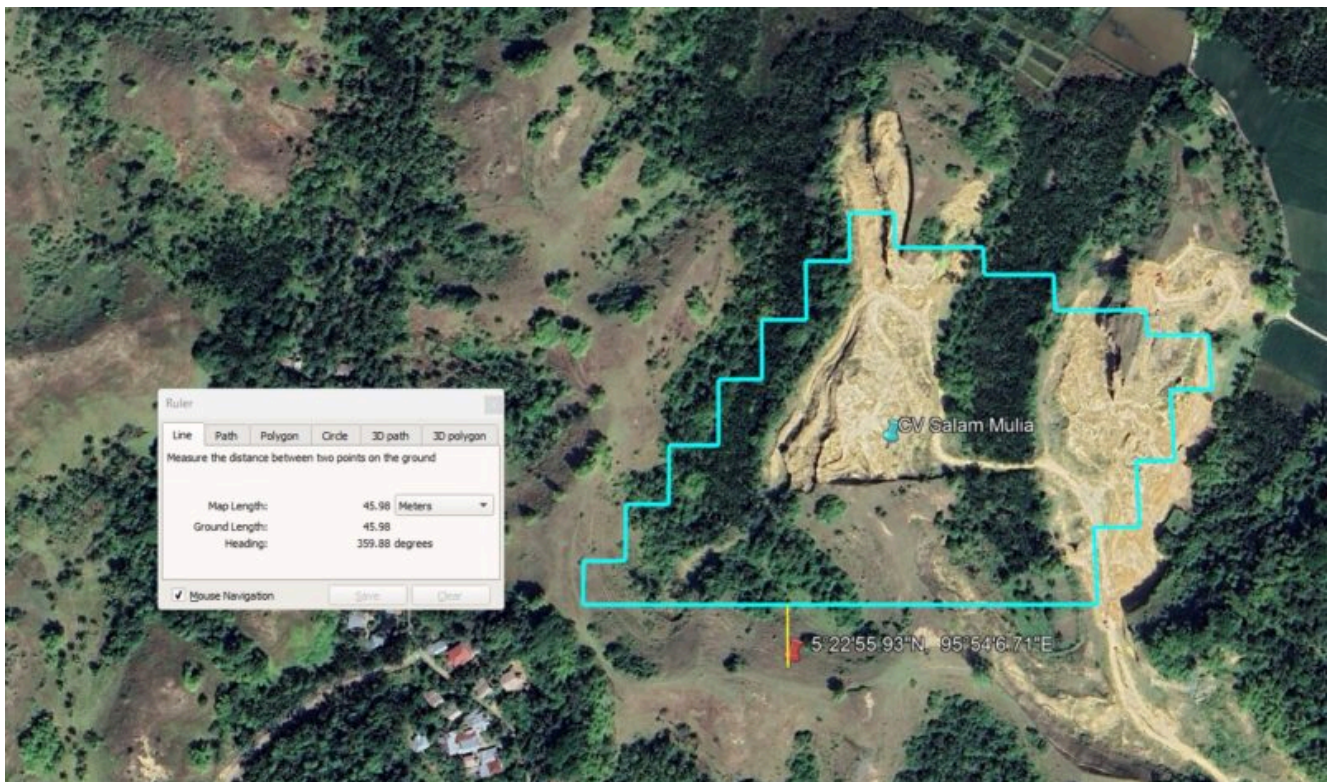 CV Salam Mulia
Ruler
Line Path Polygon Circle 3D path 3D polygon
Measure the distance between two points on the ground
Map Length: 45.98 Meters
Ground Length: 45.98
Heading: 359.88 degrees
Mouse Navigation Save Clear
5°22'55.93"N, 95°54'6.71"E